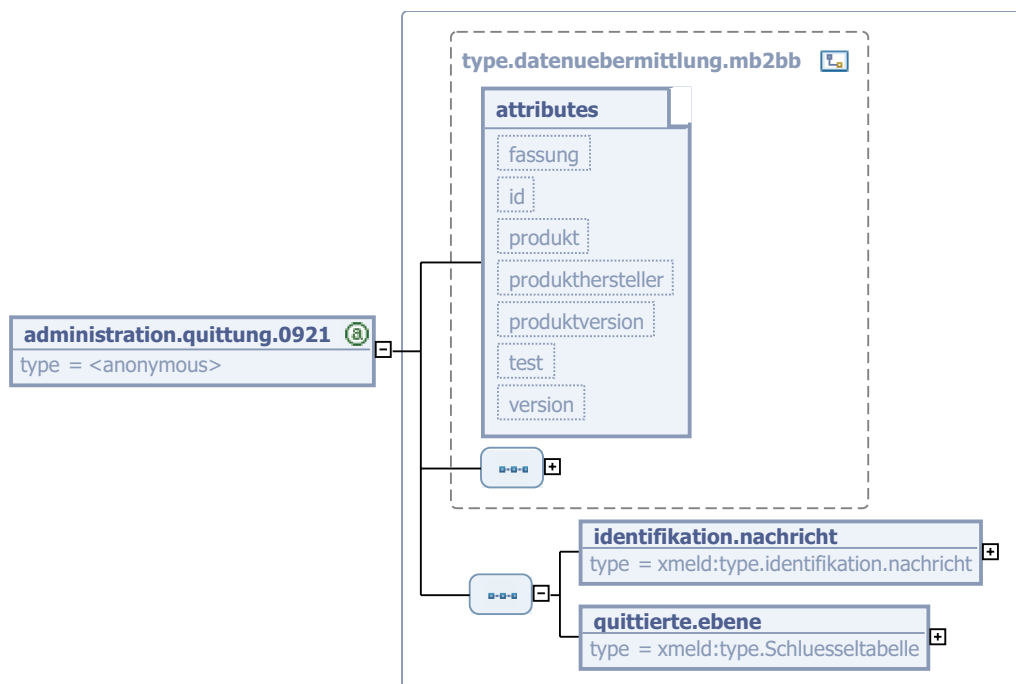 type.datenuebermittlung.mb2bb
attributes
fassung
id
produkt
produkthersteller
produktversion
test
version
administration.quittung.0921 @
type = <anonymous>
identifikation.nachricht
type = xmeld:type.identifikation.nachricht
quittierte.ebene
type = xmeld:type.Schluesseltabelle